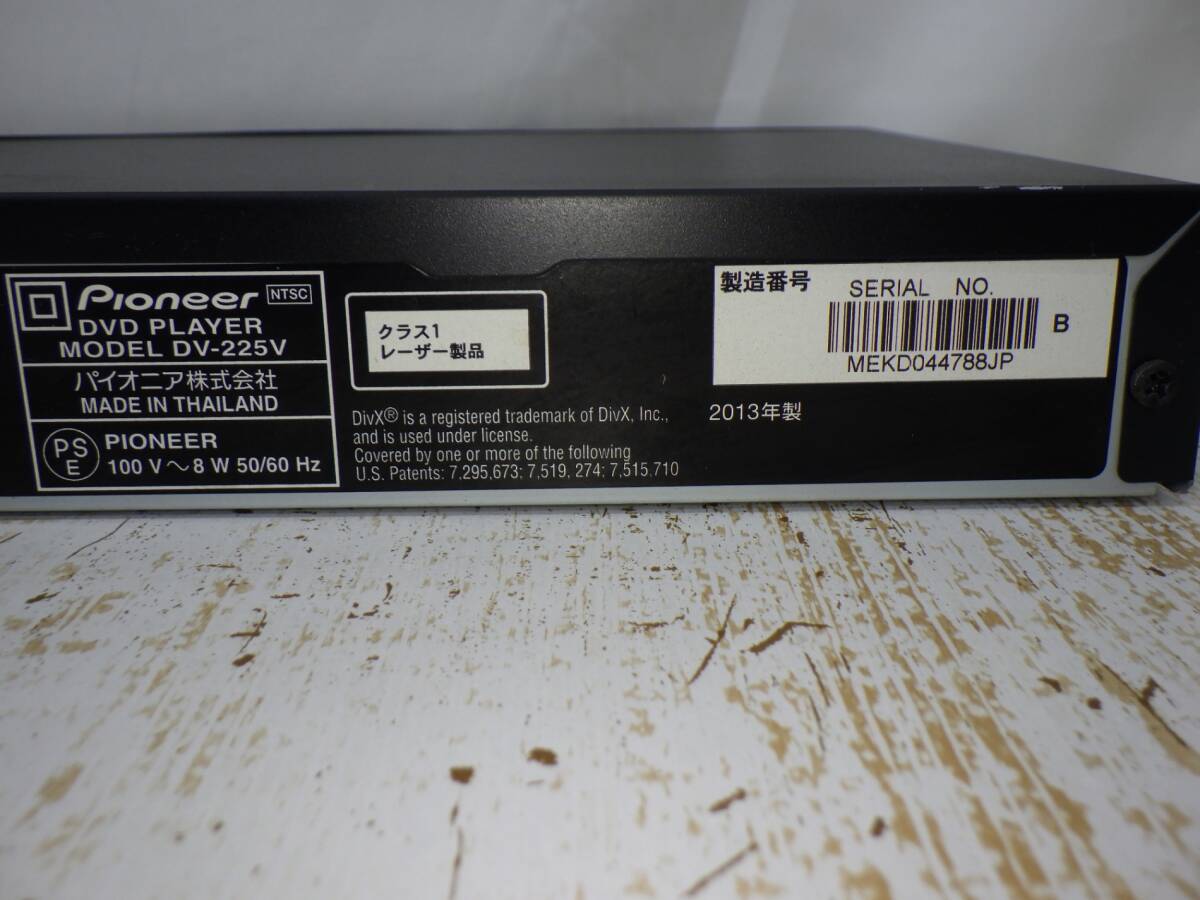 Pioneer NTSC
DVD PLAYER
MODEL DV-225V
パイオニア株式会社
MADE IN THAILAND
PS
E
PIONEER
100 V～8 W 50/60 Hz
クラス1
レーザー製品
DivX® is a registered trademark of DivX, Inc.,
and is used under license.
Covered by one or more of the following
U.S. Patents: 7,295,673; 7,519, 274; 7,515,710
製造番号 SERIAL NO.
B
MEKD044788JP
2013年製